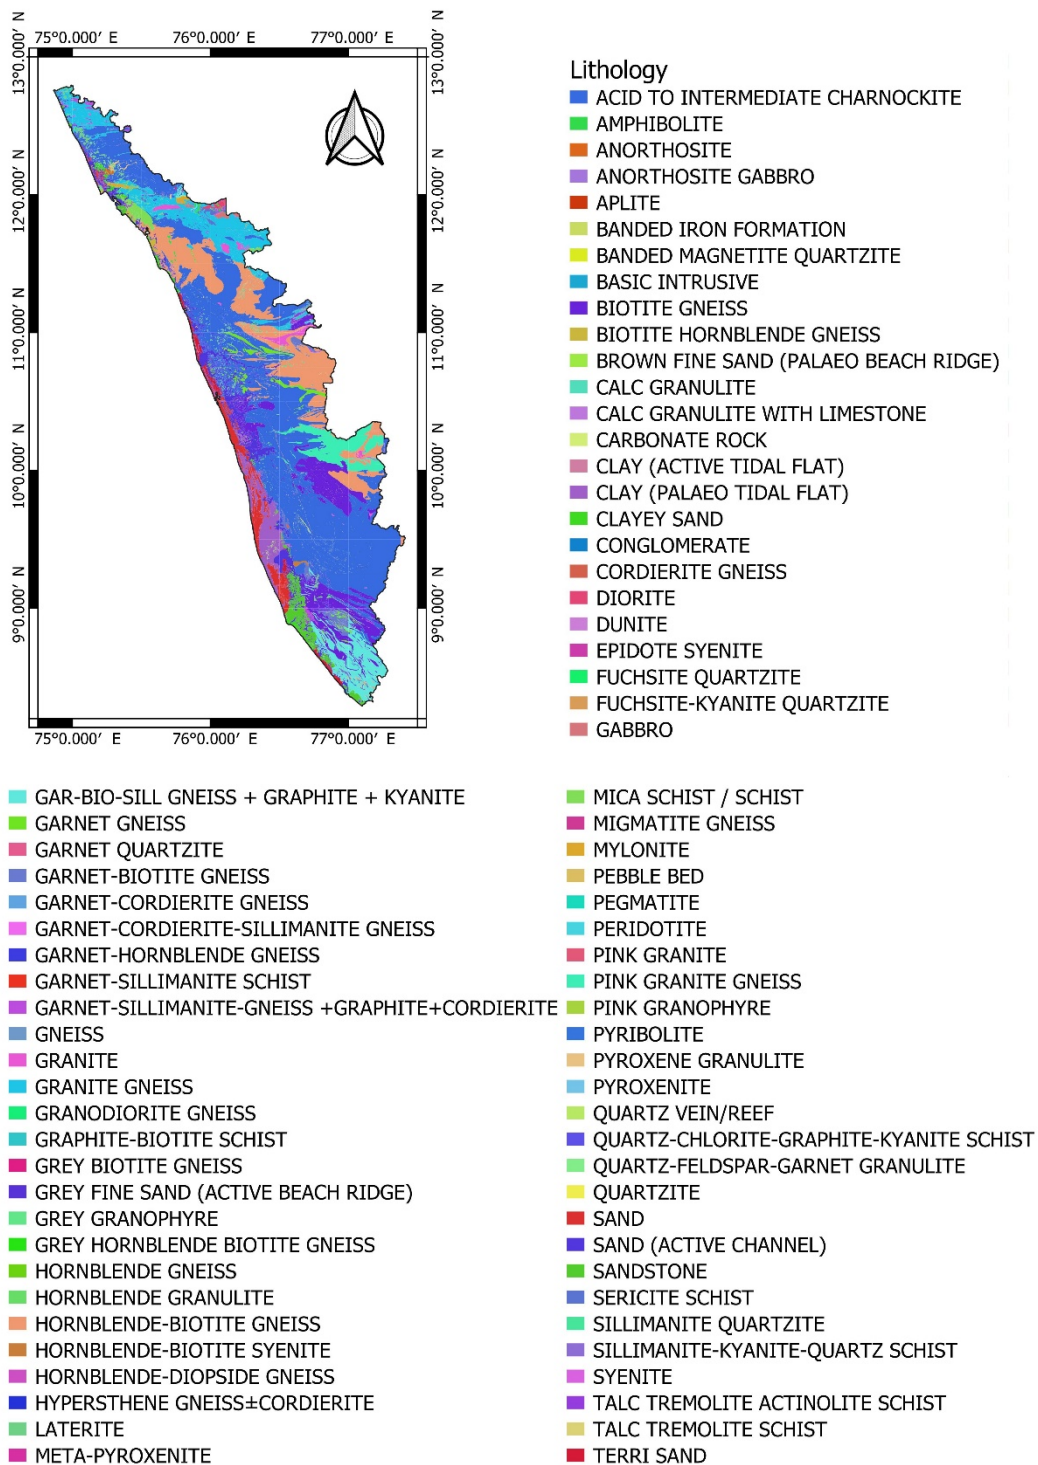 75°0.000' E 76°0.000' E 77°0.000' E
13°0.000' N
12°0.000' N
11°0.000' N
10°0.000' N
9°0.000' N
13°0.000' N
12°0.000' N
11°0.000' N
10°0.000' N
9°0.000' N
75°0.000' E 76°0.000' E 77°0.000' E
Lithology
ACID TO INTERMEDIATE CHARNOCKITE
AMPHIBOLITE
ANORTHOSITE
ANORTHOSITE GABBRO
APLITE
BANDED IRON FORMATION
BANDED MAGNETITE QUARTZITE
BASIC INTRUSIVE
BIOTITE GNEISS
BIOTITE HORNBLENDE GNEISS
BROWN FINE SAND (PALAEO BEACH RIDGE)
CALC GRANULITE
CALC GRANULITE WITH LIMESTONE
CARBONATE ROCK
CLAY (ACTIVE TIDAL FLAT)
CLAY (PALAEO TIDAL FLAT)
CLAYEY SAND
CONGLOMERATE
CORDIERITE GNEISS
DIORITE
DUNITE
EPIDOTE SYENITE
FUCHSITE QUARTZITE
FUCHSITE-KYANITE QUARTZITE
GABBRO
GAR-BIO-SILL GNEISS + GRAPHITE + KYANITE
GARNET GNEISS
GARNET QUARTZITE
GARNET-BIOTITE GNEISS
GARNET-CORDIERITE GNEISS
GARNET-CORDIERITE-SILLIMANITE GNEISS
GARNET-HORNBLENDE GNEISS
GARNET-SILLIMANITE SCHIST
GARNET-SILLIMANITE-GNEISS +GRAPHITE+CORDIERITE
GNEISS
GRANITE
GRANITE GNEISS
GRANODIORITE GNEISS
GRAPHITE-BIOTITE SCHIST
GREY BIOTITE GNEISS
GREY FINE SAND (ACTIVE BEACH RIDGE)
GREY GRANOPHYRE
GREY HORNBLENDE BIOTITE GNEISS
HORNBLENDE GNEISS
HORNBLENDE GRANULITE
HORNBLENDE-BIOTITE GNEISS
HORNBLENDE-BIOTITE SYENITE
HORNBLENDE-DIOPSIDE GNEISS
HYPERSTHENE GNEISS±CORDIERITE
LATERITE
META-PYROXENITE
MICA SCHIST / SCHIST
MIGMATITE GNEISS
MYLONITE
PEBBLE BED
PEGMATITE
PERIDOTITE
PINK GRANITE
PINK GRANITE GNEISS
PINK GRANOPHYRE
PYRIBOLITE
PYROXENE GRANULITE
PYROXENITE
QUARTZ VEIN/REEF
QUARTZ-CHLORITE-GRAPHITE-KYANITE SCHIST
QUARTZ-FELDSPAR-GARNET GRANULITE
QUARTZITE
SAND
SAND (ACTIVE CHANNEL)
SANDSTONE
SERICITE SCHIST
SILLIMANITE QUARTZITE
SILLIMANITE-KYANITE-QUARTZ SCHIST
SYENITE
TALC TREMOLITE ACTINOLITE SCHIST
TALC TREMOLITE SCHIST
TERRI SAND